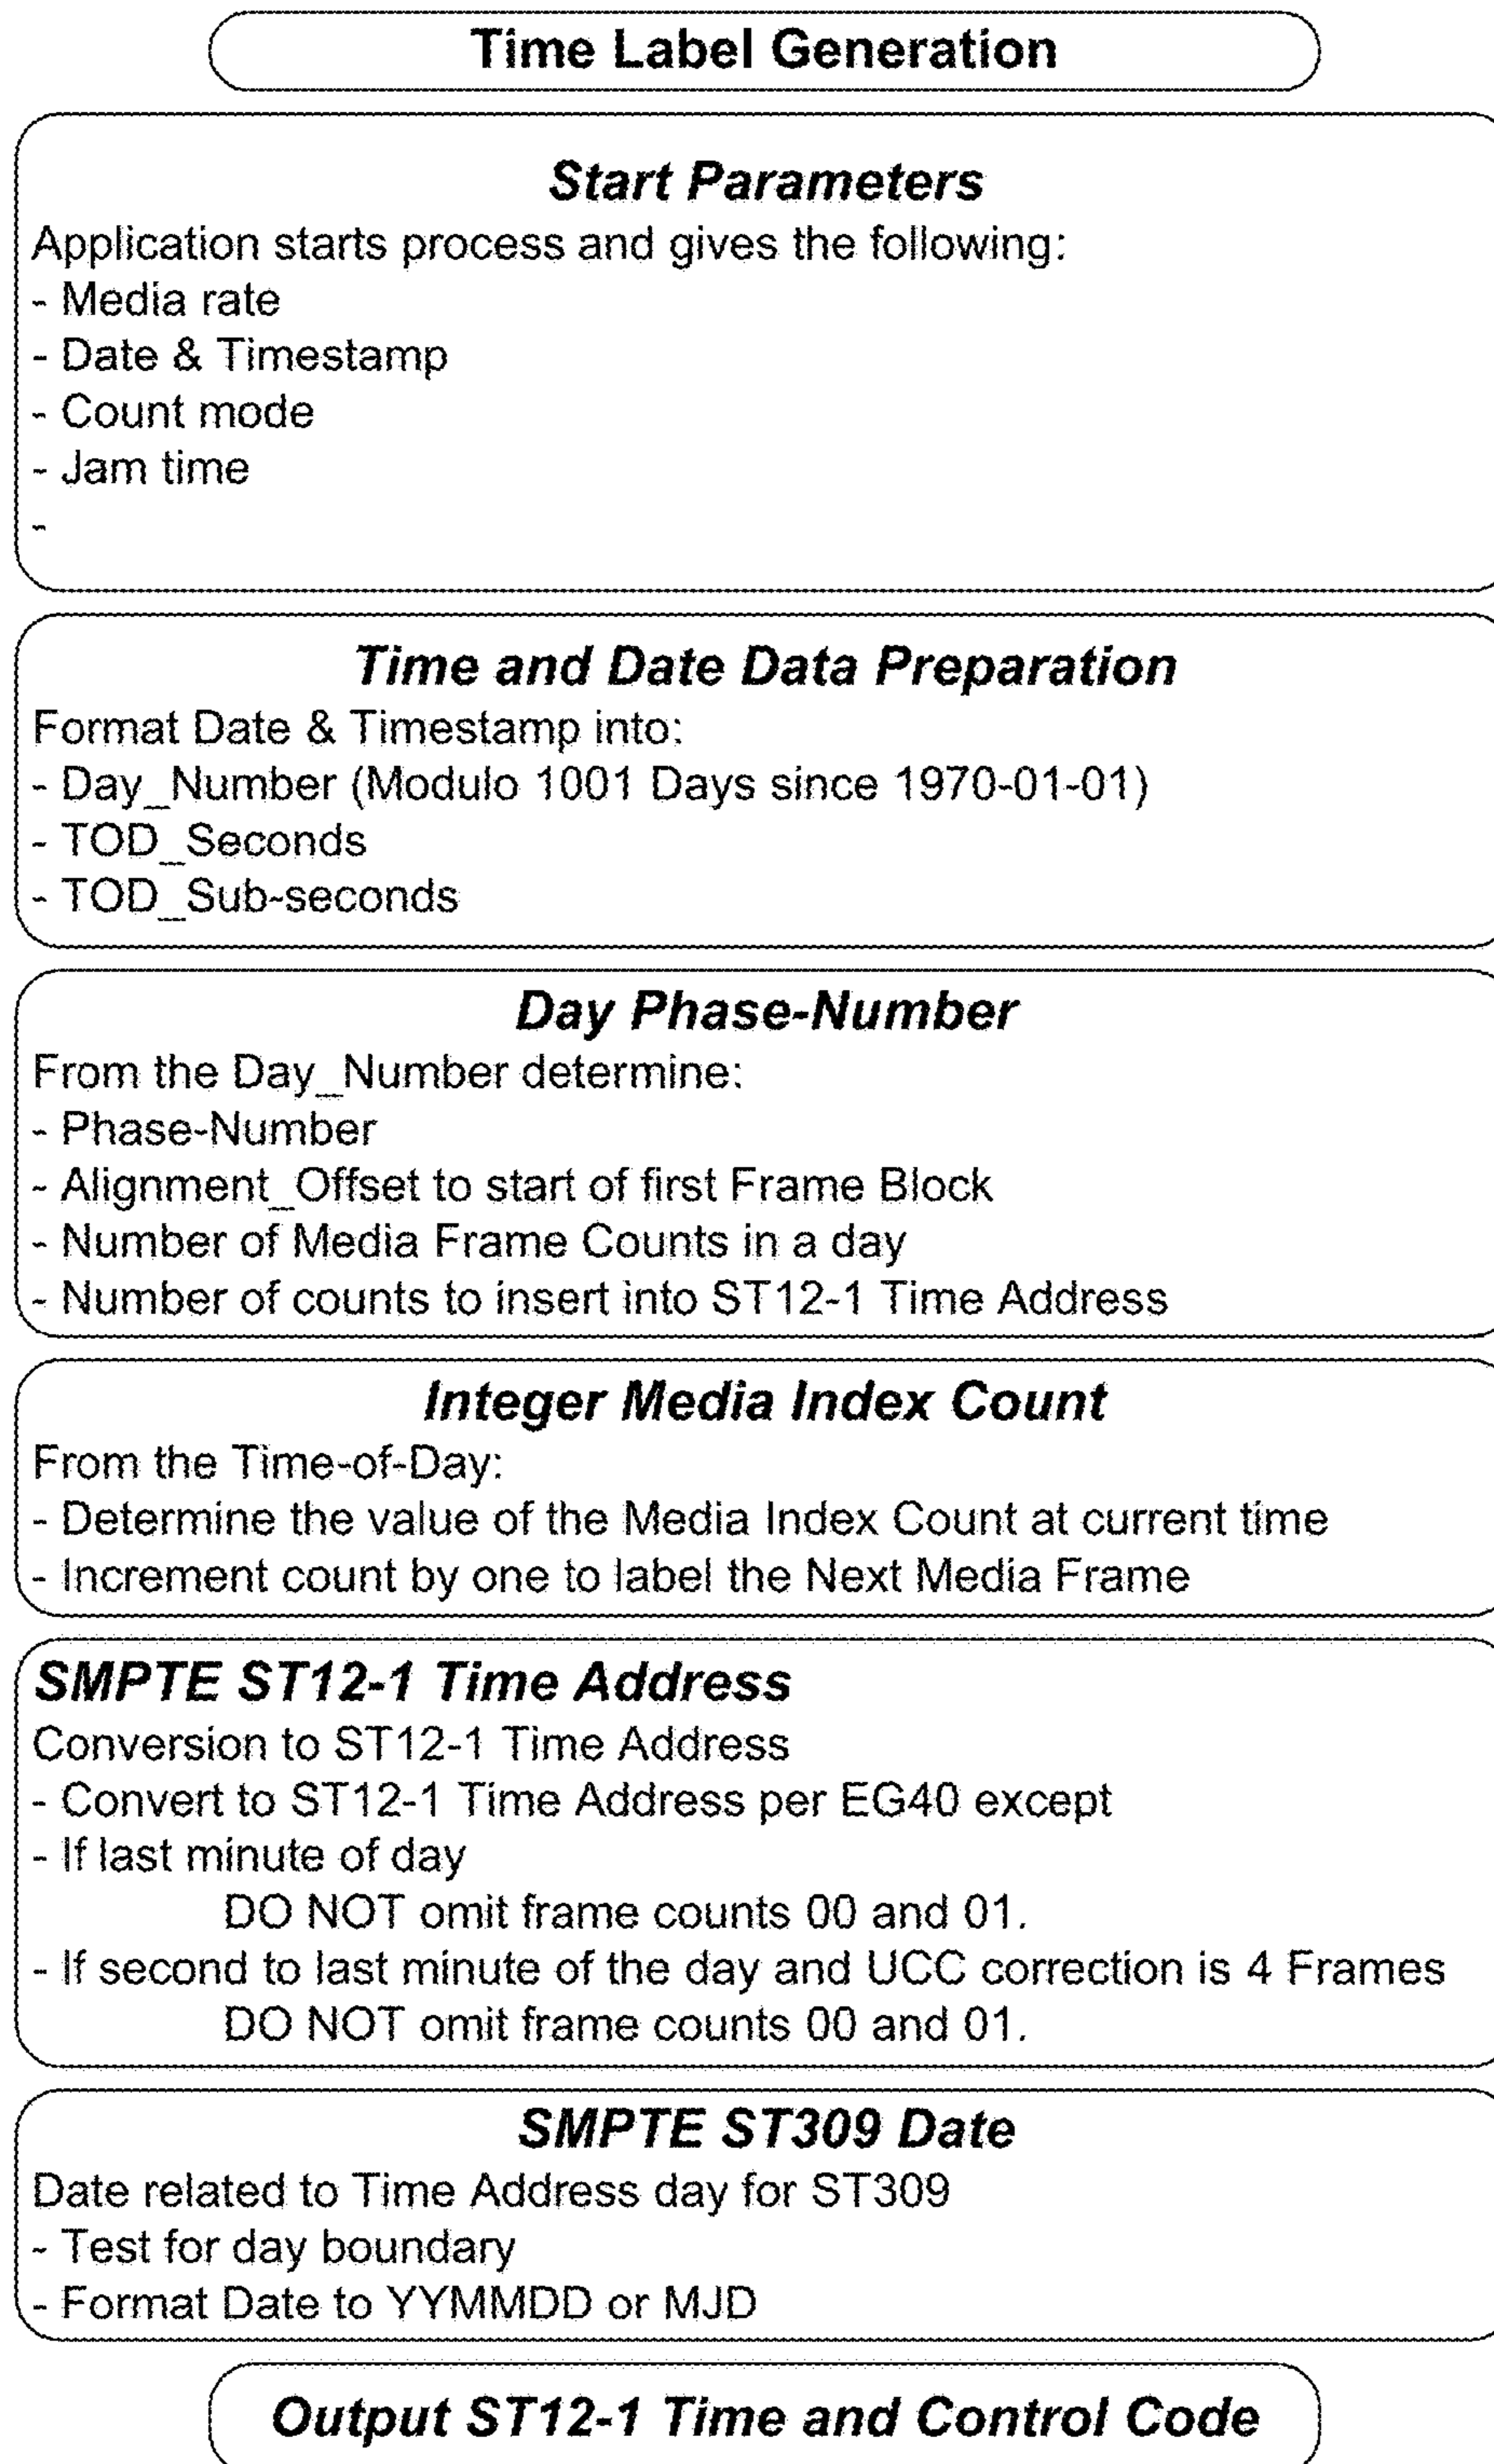 Time Label Generation
Start Parameters
Application starts process and gives the following:
- Media rate
- Date & Timestamp
- Count mode
- Jam time
-
Time and Date Data Preparation
Format Date & Timestamp into:
- Day_Number (Modulo 1001 Days since 1970-01-01)
- TOD_Seconds
- TOD_Sub-seconds
Day Phase-Number
From the Day_Number determine:
- Phase-Number
- Alignment_Offset to start of first Frame Block
- Number of Media Frame Counts in a day
- Number of counts to insert into ST12-1 Time Address
Integer Media Index Count
From the Time-of-Day:
- Determine the value of the Media Index Count at current time
- Increment count by one to label the Next Media Frame
SMPTE ST12-1 Time Address
Conversion to ST12-1 Time Address
- Convert to ST12-1 Time Address per EG40 except
- If last minute of day
DO NOT omit frame counts 00 and 01.
- If second to last minute of the day and UCC correction is 4 Frames
DO NOT omit frame counts 00 and 01.
SMPTE ST309 Date
Date related to Time Address day for ST309
- Test for day boundary
- Format Date to YYMMDD or MJD
Output ST12-1 Time and Control Code